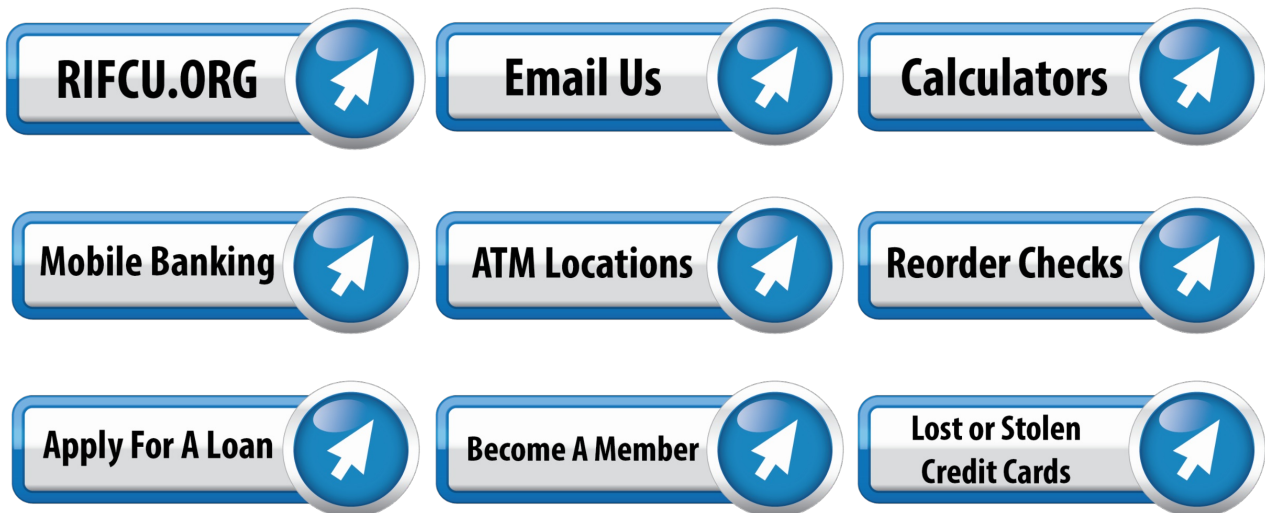 RIFCU.ORG
Email Us
Calculators
Mobile Banking
ATM Locations
Reorder Checks
Apply For A Loan
Become A Member
Lost or Stolen
Credit Cards